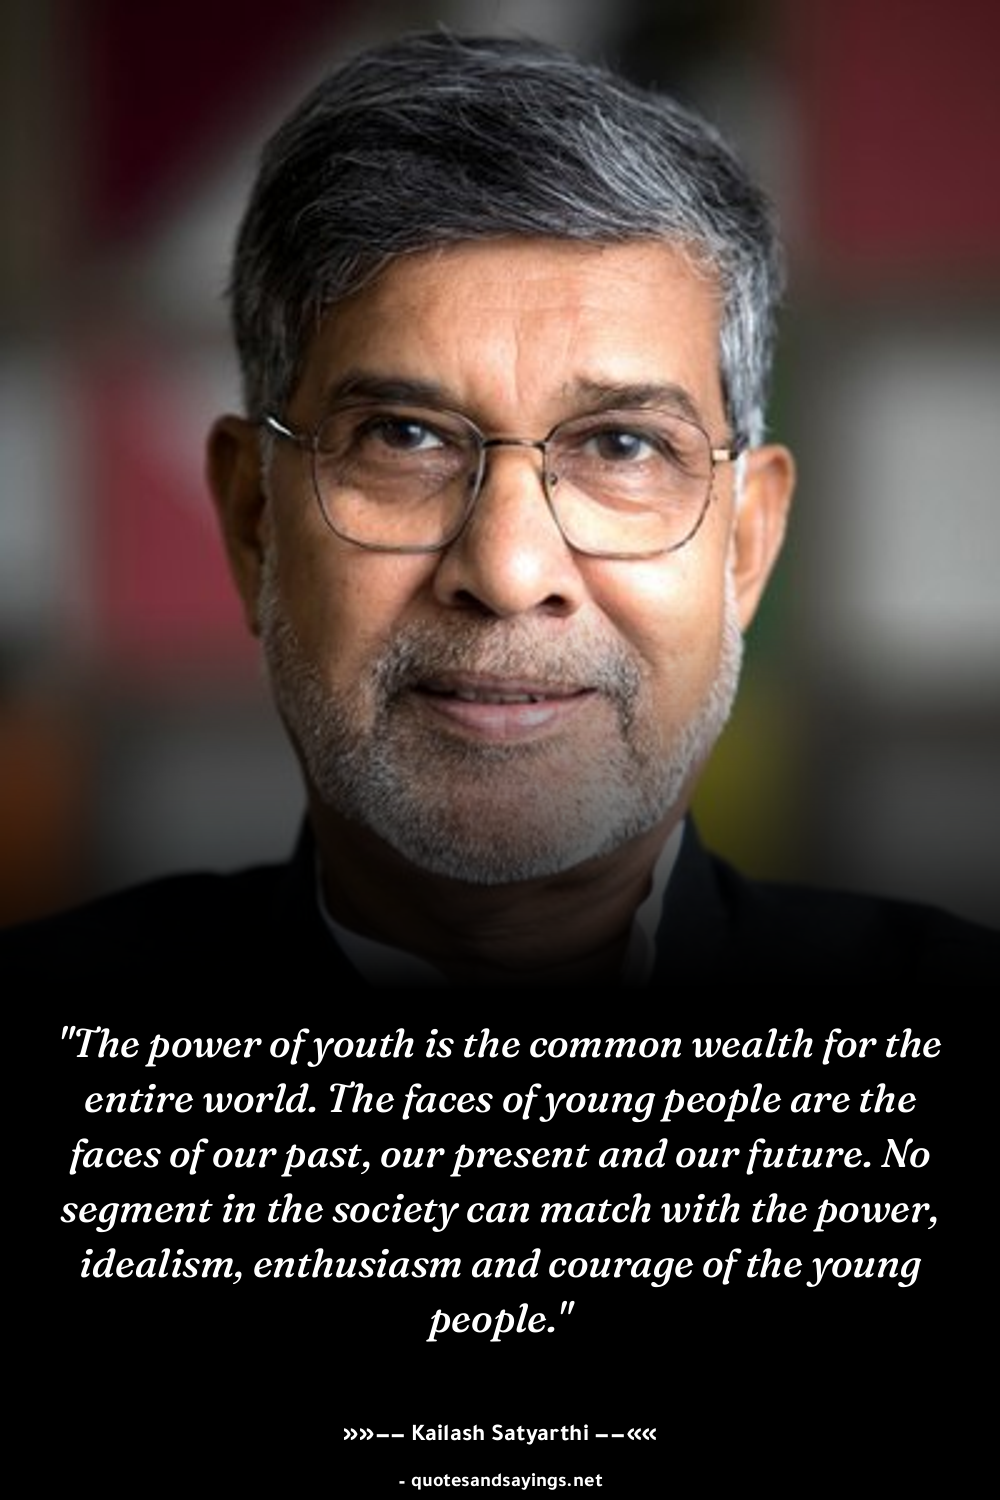 "The power of youth is the common wealth for the
entire world. The faces of young people are the
faces of our past, our present and our future. No
segment in the society can match with the power,
idealism, enthusiasm and courage of the young
people."
»»−− Kailash Satyarthi −−««
- quotesandsayings.net